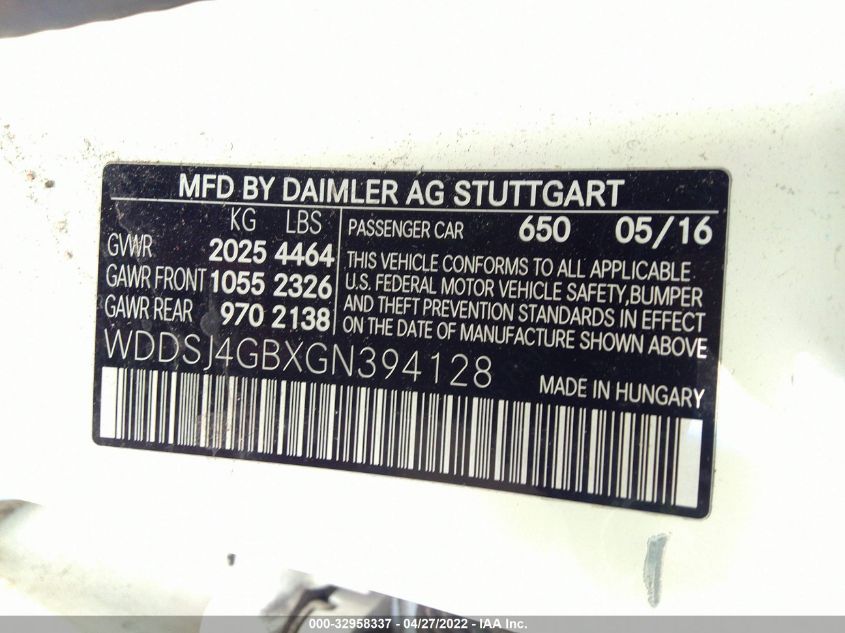 MFD BY DAIMLER AG STUTTGART
KG LBS
GVWR 2025 4464
GAWR FRONT 1055 2326
GAWR REAR 970 2138
PASSENGER CAR 650 05/16
THIS VEHICLE CONFORMS TO ALL APPLICABLE
U.S. FEDERAL MOTOR VEHICLE SAFETY,BUMPER
AND THEFT PREVENTION STANDARDS IN EFFECT
ON THE DATE OF MANUFACTURE SHOWN ABOVE
WDDSJ4GBXGN394128
MADE IN HUNGARY
000-32958337 - 04/27/2022 - IAA Inc.